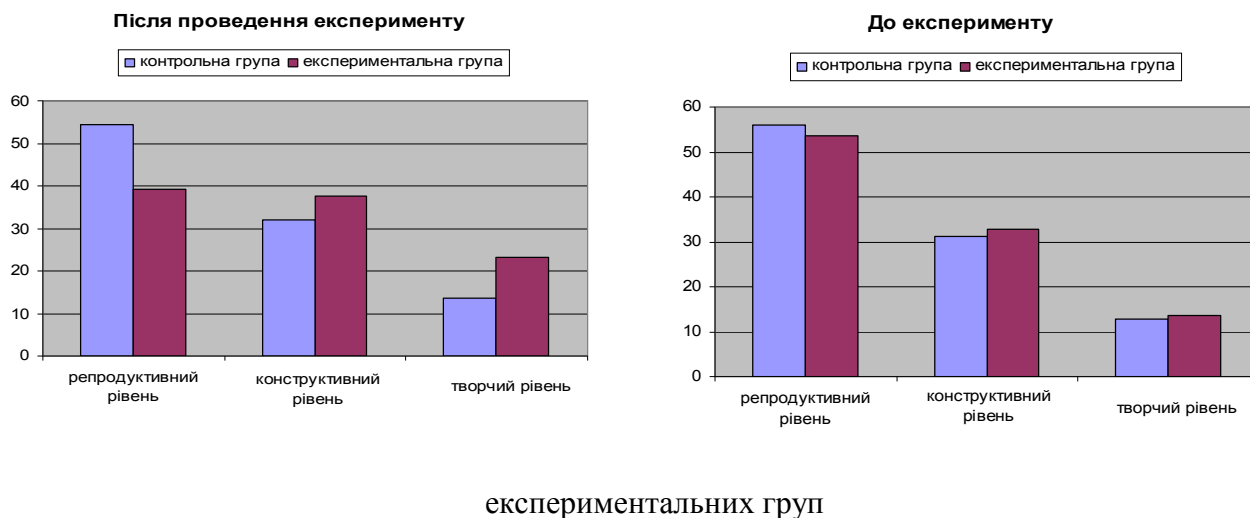 Після проведення експерименту
контрольна група експериментальна група
60
50
40
30
20
10
0
репродуктивний
рівень
конструктивний
рівень
творчий рівень
До експерименту
контрольна група експериментальна група
60
50
40
30
20
10
0
репродуктивний
рівень
конструктивний
рівень
творчий рівень
експериментальних груп